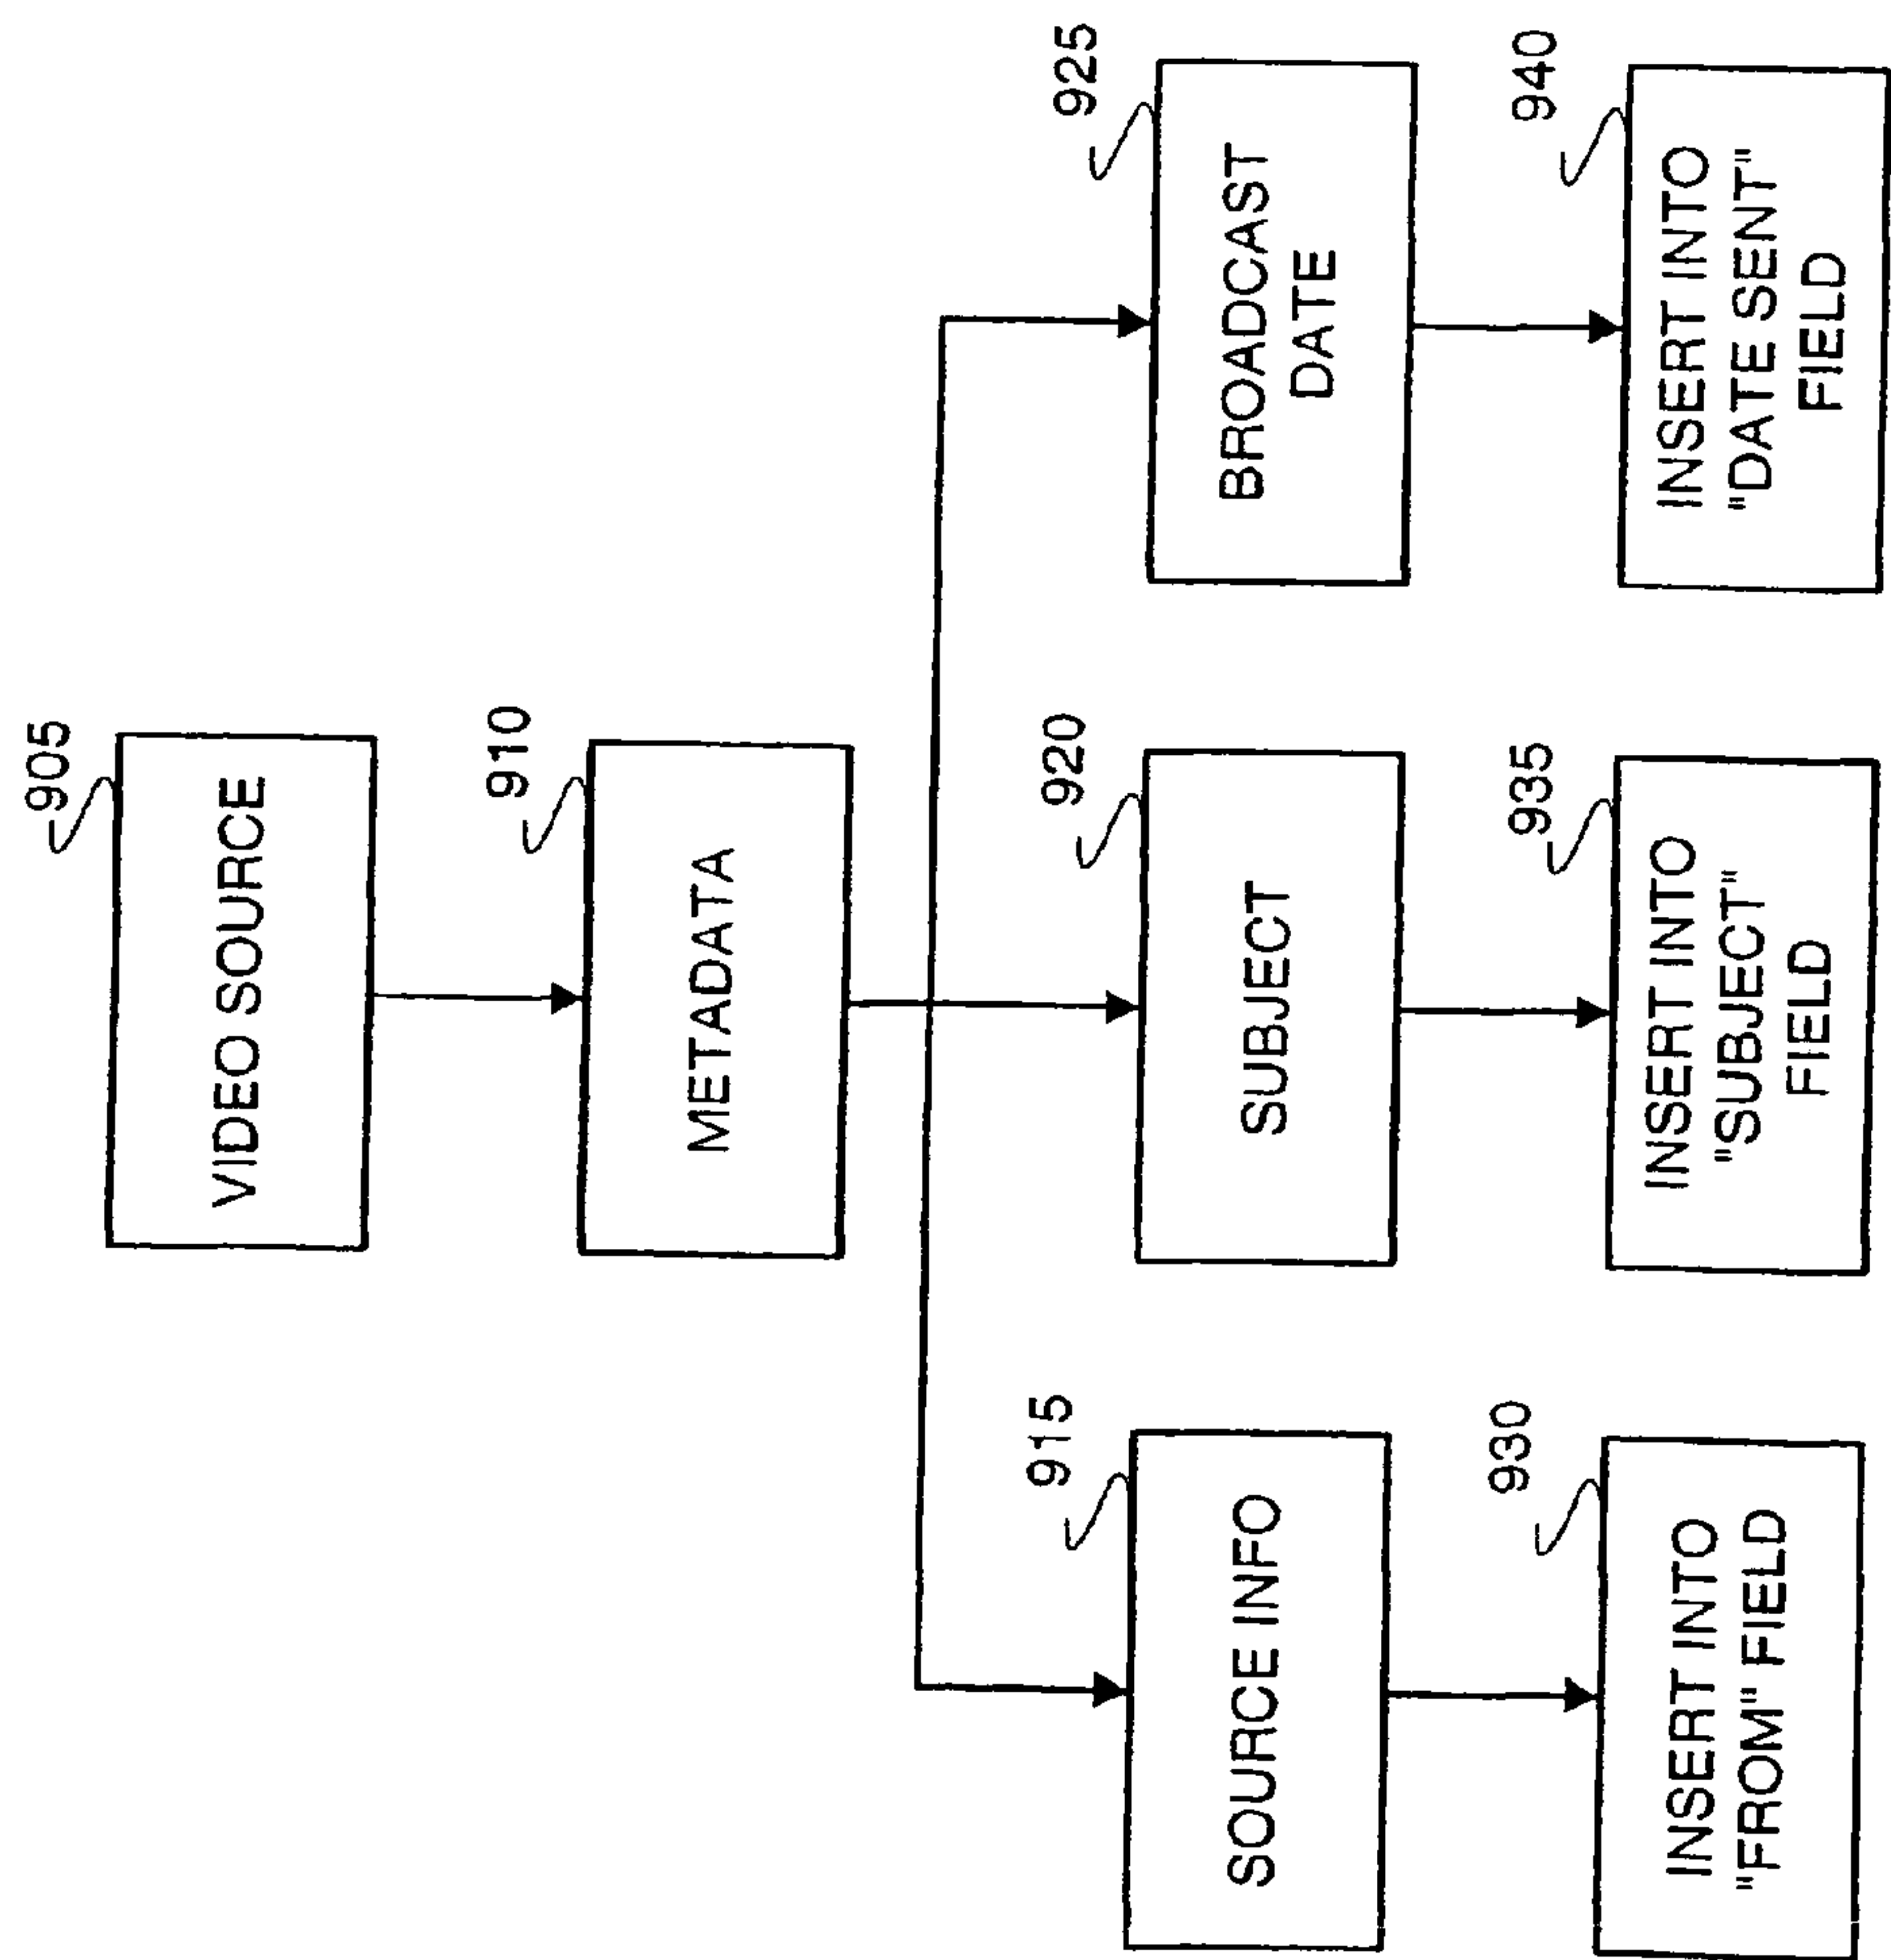 905
VIDEO SOURCE
910
METADATA
915
SOURCE INFO
920
SUBJECT
925
BROADCAST
DATE
930
INSERT INTO
"FROM" FIELD
935
INSERT INTO
"SUBJECT"
FIELD
940
INSERT INTO
"DATE SENT"
FIELD